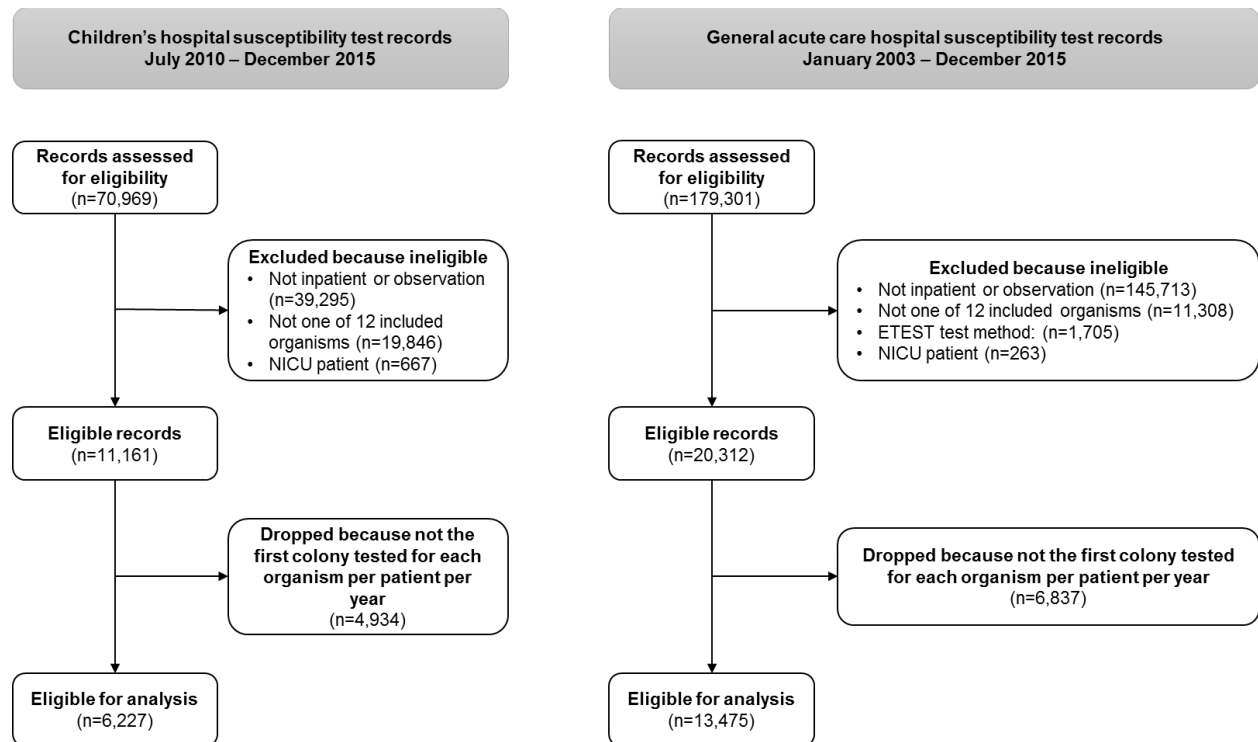 Children's hospital susceptibility test records
July 2010 – December 2015
Records assessed
for eligibility
(n=70,969)
Excluded because ineligible
• Not inpatient or observation
(n=39,295)
• Not one of 12 included
organisms (n=19,846)
• NICU patient (n=667)
Eligible records
(n=11,161)
Dropped because not the
first colony tested for each
organism per patient per
year
(n=4,934)
Eligible for analysis
(n=6,227)
General acute care hospital susceptibility test records
January 2003 – December 2015
Records assessed
for eligibility
(n=179,301)
Excluded because ineligible
• Not inpatient or observation (n=145,713)
• Not one of 12 included organisms (n=11,308)
• ETEST test method: (n=1,705)
• NICU patient (n=263)
Eligible records
(n=20,312)
Dropped because not the first colony tested
for each organism per patient per year
(n=6,837)
Eligible for analysis
(n=13,475)